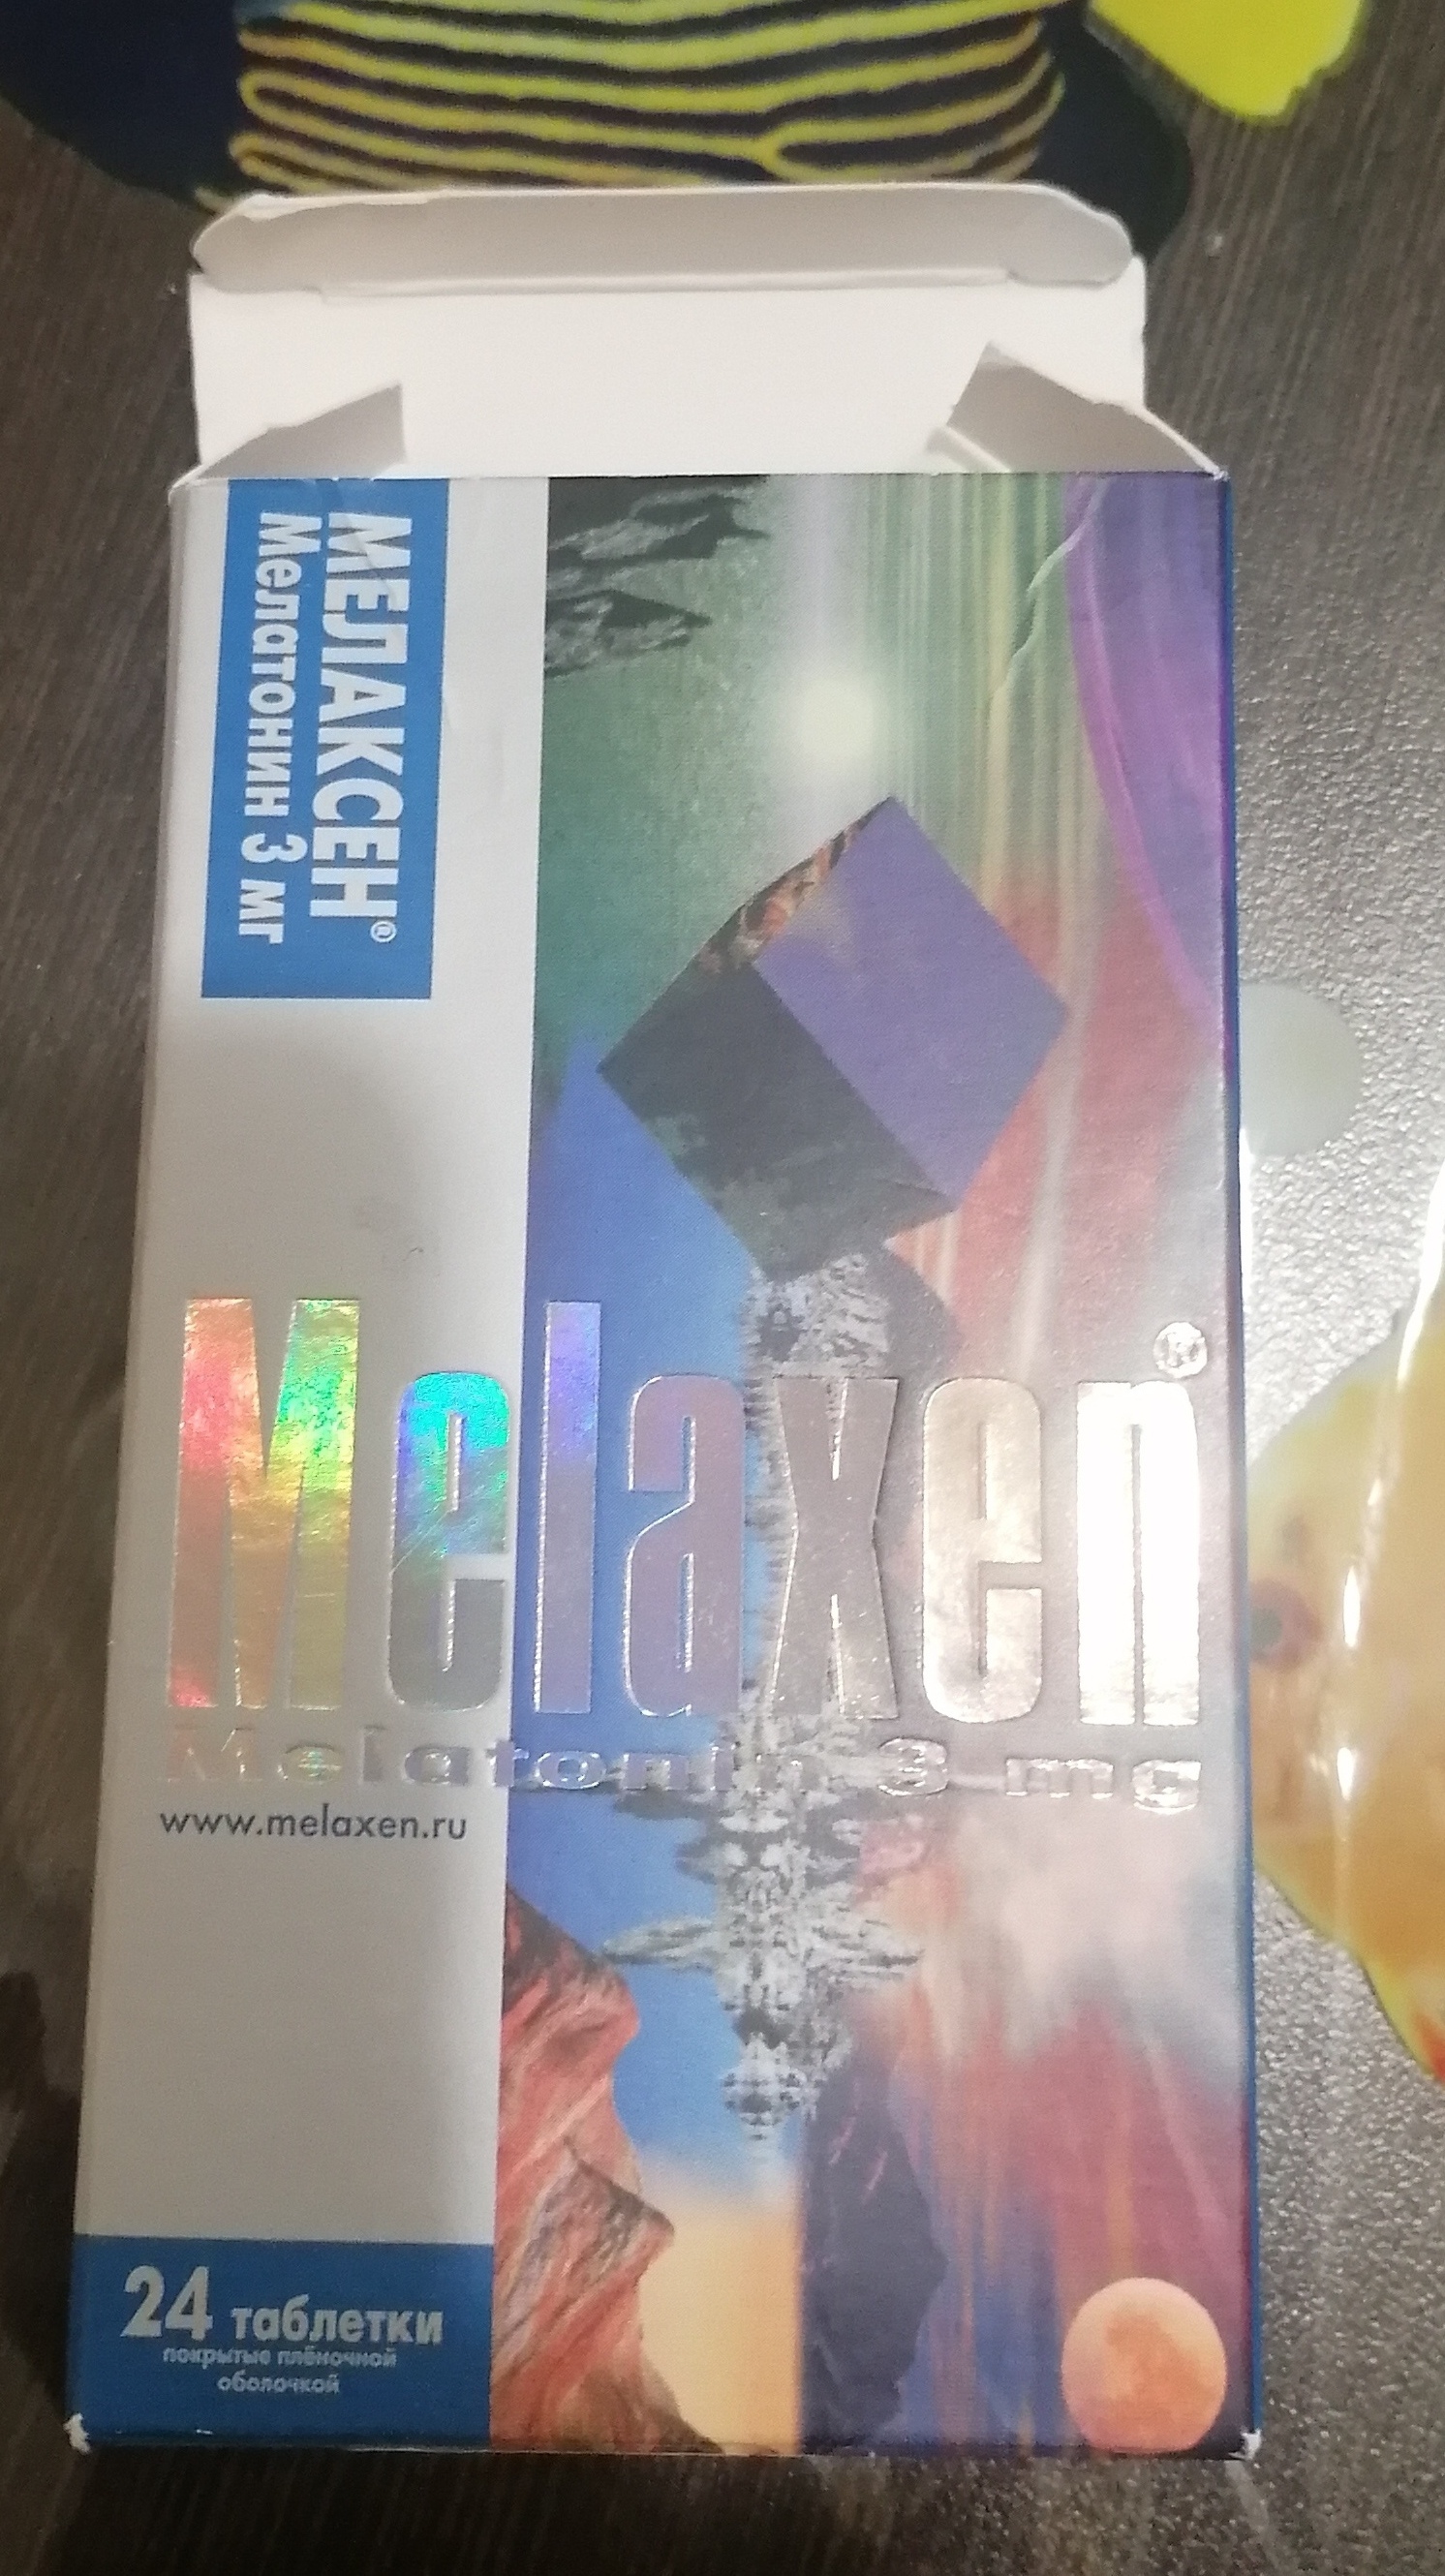 МЕЛАКСЕН®
Мелатонин 3 мг
Melaxen®
Melatonin 3 mg
www.melaxen.ru
24 таблетки
покрытые плёночной
оболочкой